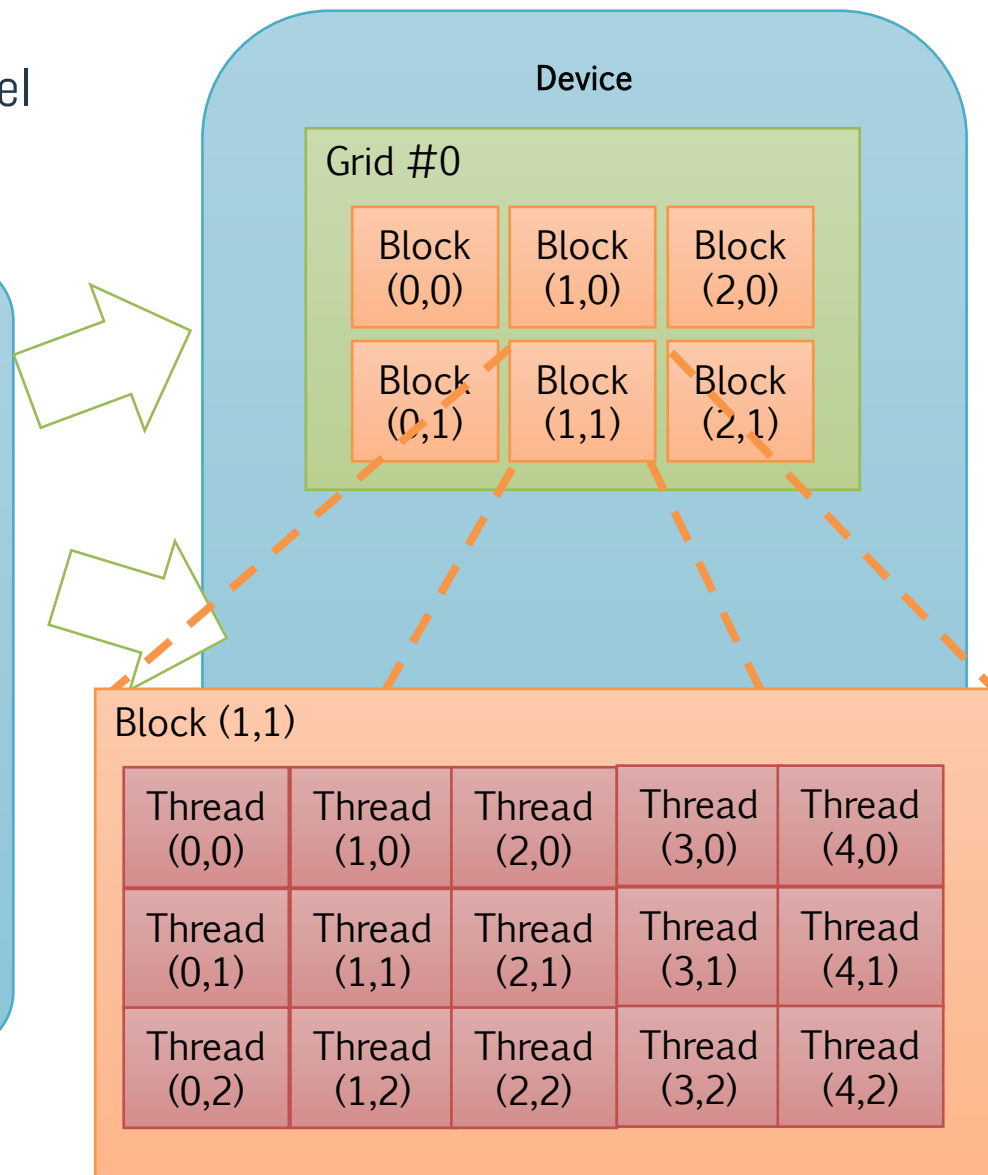 el
Device
Grid #0
Block Block Block
(0,0) (1,0) (2,0)
Block Block Block
(0,1) (1,1) (2,1)
Block (1,1)
Thread Thread Thread Thread Thread
(0,0) (1,0) (2,0) (3,0) (4,0)
Thread Thread Thread Thread Thread
(0,1) (1,1) (2,1) (3,1) (4,1)
Thread Thread Thread Thread Thread
(0,2) (1,2) (2,2) (3,2) (4,2)